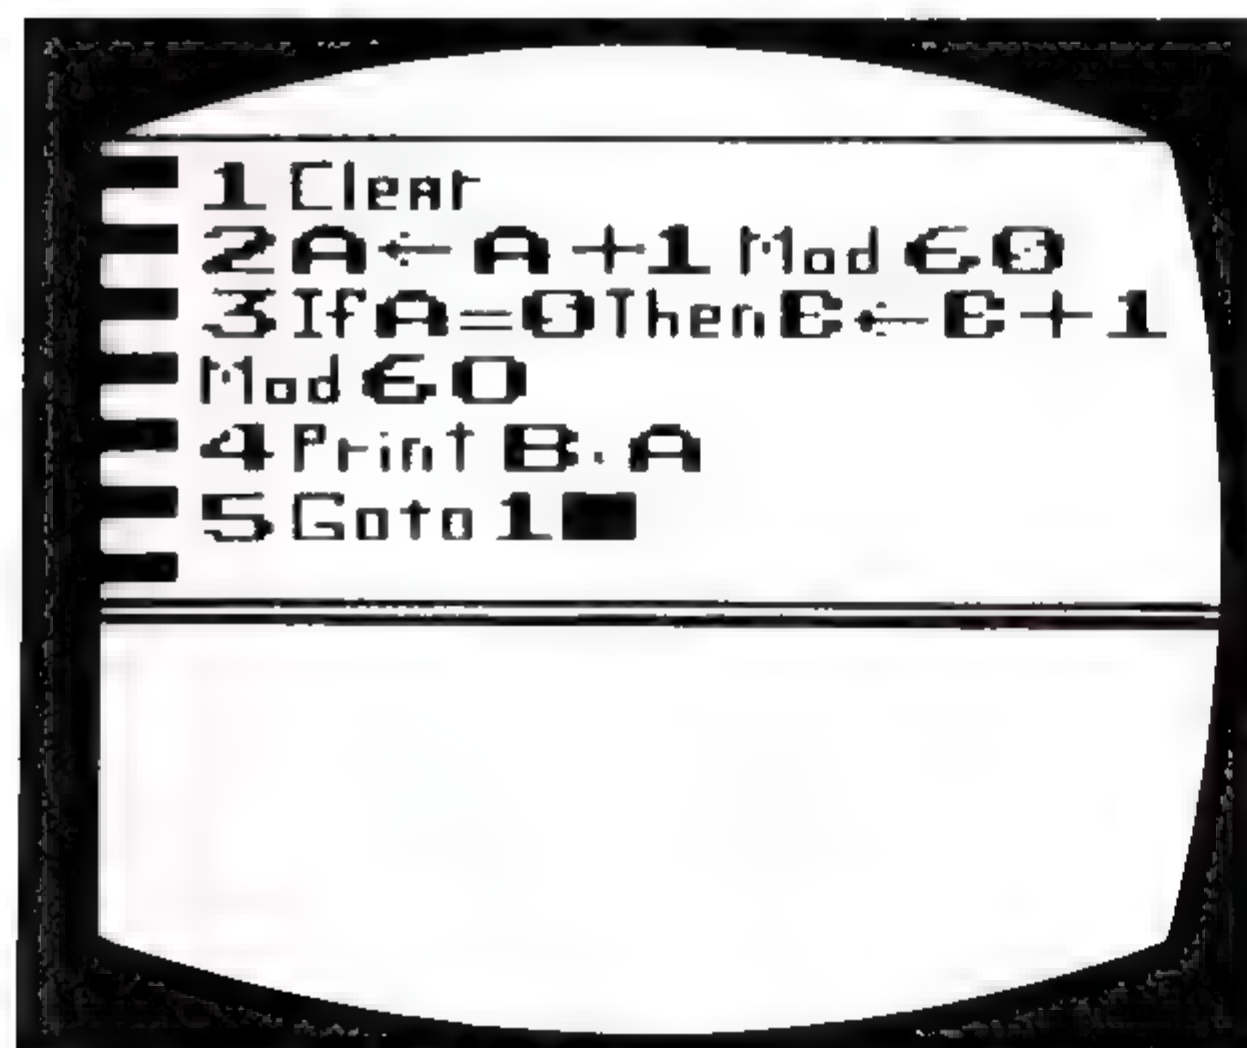 1 Clear
2 A ← A + 1 Mod 60
3 If A = 0 Then B ← B + 1
Mod 60
4 Print B. A
5 Goto 1